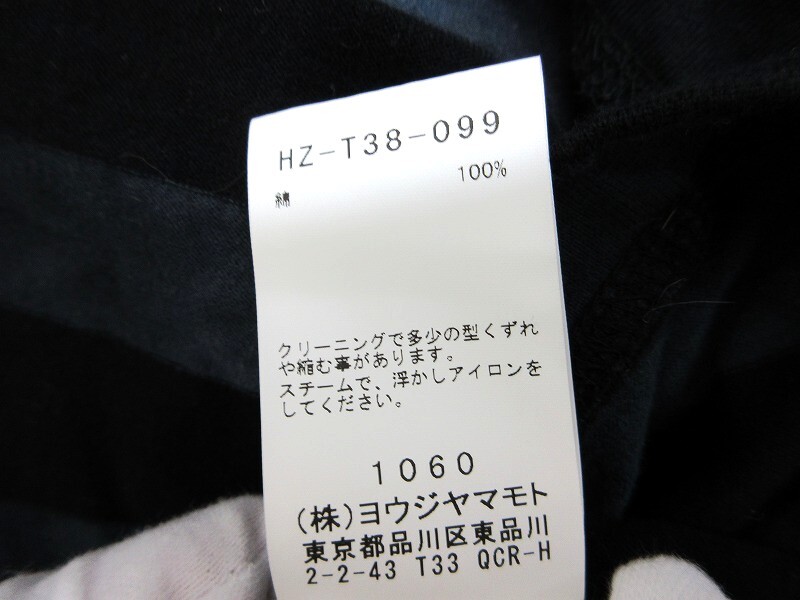 HZ-T38-099
綿 100%
クリーニングで多少の型くずれ
や縮む事があります。
スチームで、浮かしアイロンを
してください。
1060
(株)ヨウジヤマモト
東京都品川区東品川
2-2-43 T33 QCR-H